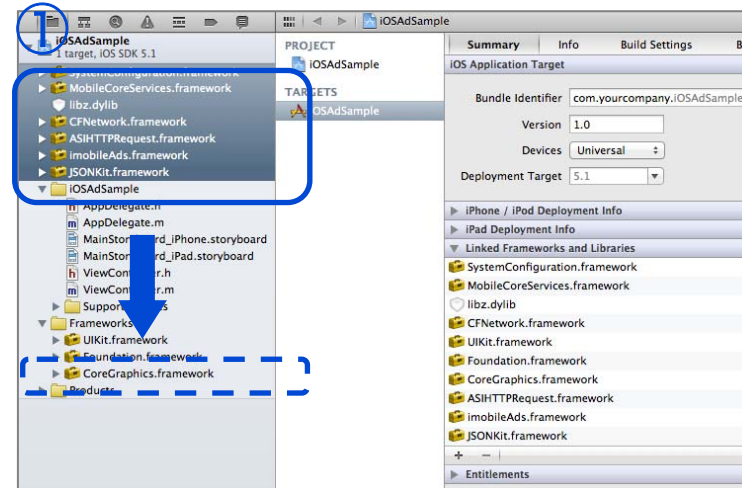 ①
iOSAdSample
1 target, iOS SDK 5.1
SystemConfiguration.framework
MobileCoreServices.framework
libz.dylib
CFNetwork.framework
ASIHTTPRequest.framework
imobileAds.framework
JSONKit.framework
iOSAdSample
AppDelegate.h
AppDelegate.m
MainStoryboard_iPhone.storyboard
MainStoryboard_iPad.storyboard
ViewController.h
ViewController.m
Supporting Files
Frameworks
UIKit.framework
Foundation.framework
CoreGraphics.framework
Products
iOSAdSample
PROJECT
iOSAdSample
TARGETS
iOSAdSample
Summary Info Build Settings B
iOS Application Target
Bundle Identifier com.yourcompany.iOSAdSample
Version 1.0
Devices Universal
Deployment Target 5.1
iPhone / iPod Deployment Info
iPad Deployment Info
Linked Frameworks and Libraries
SystemConfiguration.framework
MobileCoreServices.framework
libz.dylib
CFNetwork.framework
UIKit.framework
Foundation.framework
CoreGraphics.framework
ASIHTTPRequest.framework
imobileAds.framework
JSONKit.framework
+ −
Entitlements